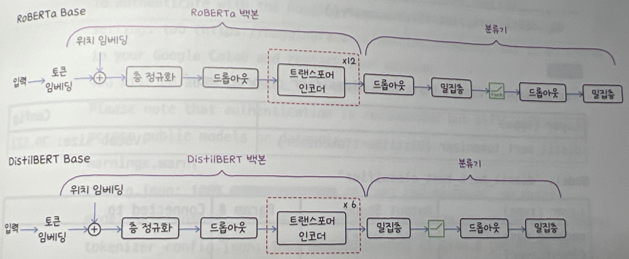 RoBERTa Base
RoBERTa 백본
분류기
위치 임베딩
x12
입력
토큰
임베딩
층 정규화
드롭아웃
트랜스포머
인코더
드롭아웃
밀집층
드롭아웃
밀집층
DistilBERT Base
DistilBERT 백본
분류기
위치 임베딩
x 6
입력
토큰
임베딩
층 정규화
드롭아웃
트랜스포머
인코더
밀집층
드롭아웃
밀집층